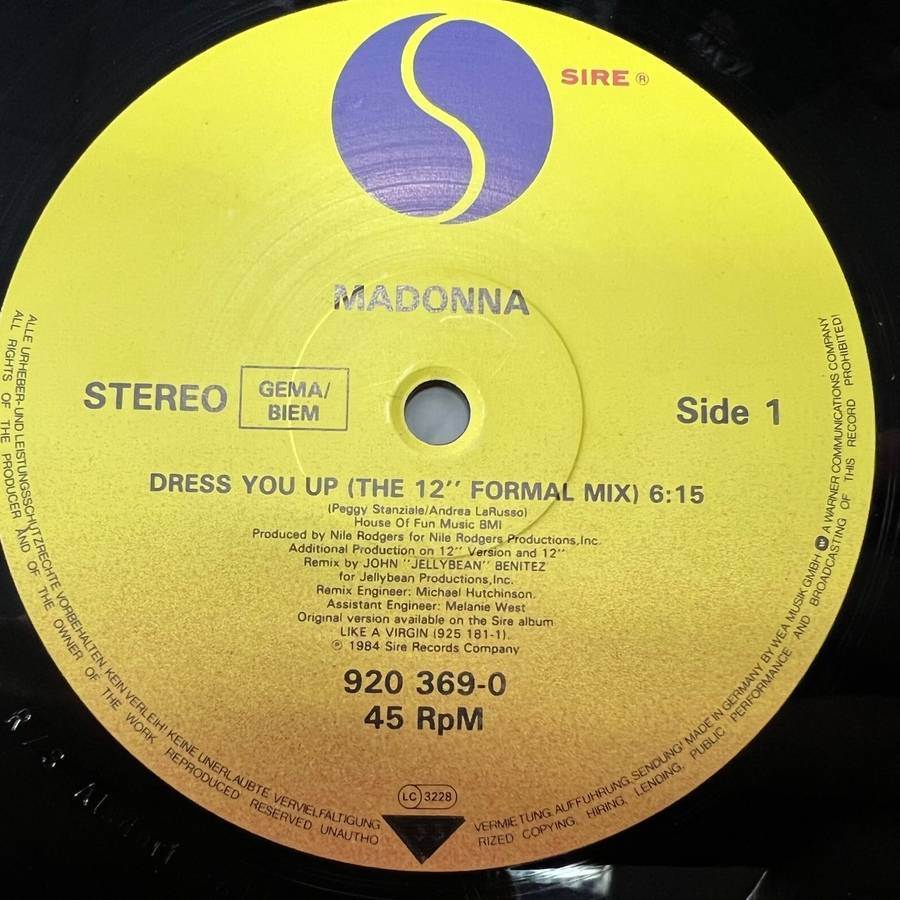 SIRE ®
MADONNA
STEREO
GEMA/
BIEM
Side 1
DRESS YOU UP (THE 12'' FORMAL MIX) 6:15
(Peggy Stanziale/Andrea LaRusso)
House Of Fun Music BMI
Produced by Nile Rodgers for Nile Rodgers Productions,Inc.
Additional Production on 12'' Version and 12''
Remix by JOHN "JELLYBEAN" BENITEZ
for Jellybean Productions,Inc.
Remix Engineer: Michael Hutchinson.
Assistant Engineer: Melanie West
Original version available on the Sire album
LIKE A VIRGIN (925 181-1).
℗ 1984 Sire Records Company
920 369-0
45 RpM
LC 3228
ALLE URHEBER- UND LEISTUNGSSCHUTZRECHTE VORBEHALTEN KEIN VERLEIH! KEINE UNERLAUBTE VERVIELFÄLTIGUNG VERMIETUNG, AUFFÜHRUNG, SENDUNG! MADE IN GERMANY BY WEA MUSIK GMBH A WARNER COMMUNICATIONS COMPANY
ALL RIGHTS OF THE PRODUCER AND OF THE OWNER OF THE WORK REPRODUCED RESERVED UNAUTHORIZED COPYING, HIRING, LENDING, PUBLIC PERFORMANCE AND BROADCASTING OF THIS RECORD PROHIBITED!